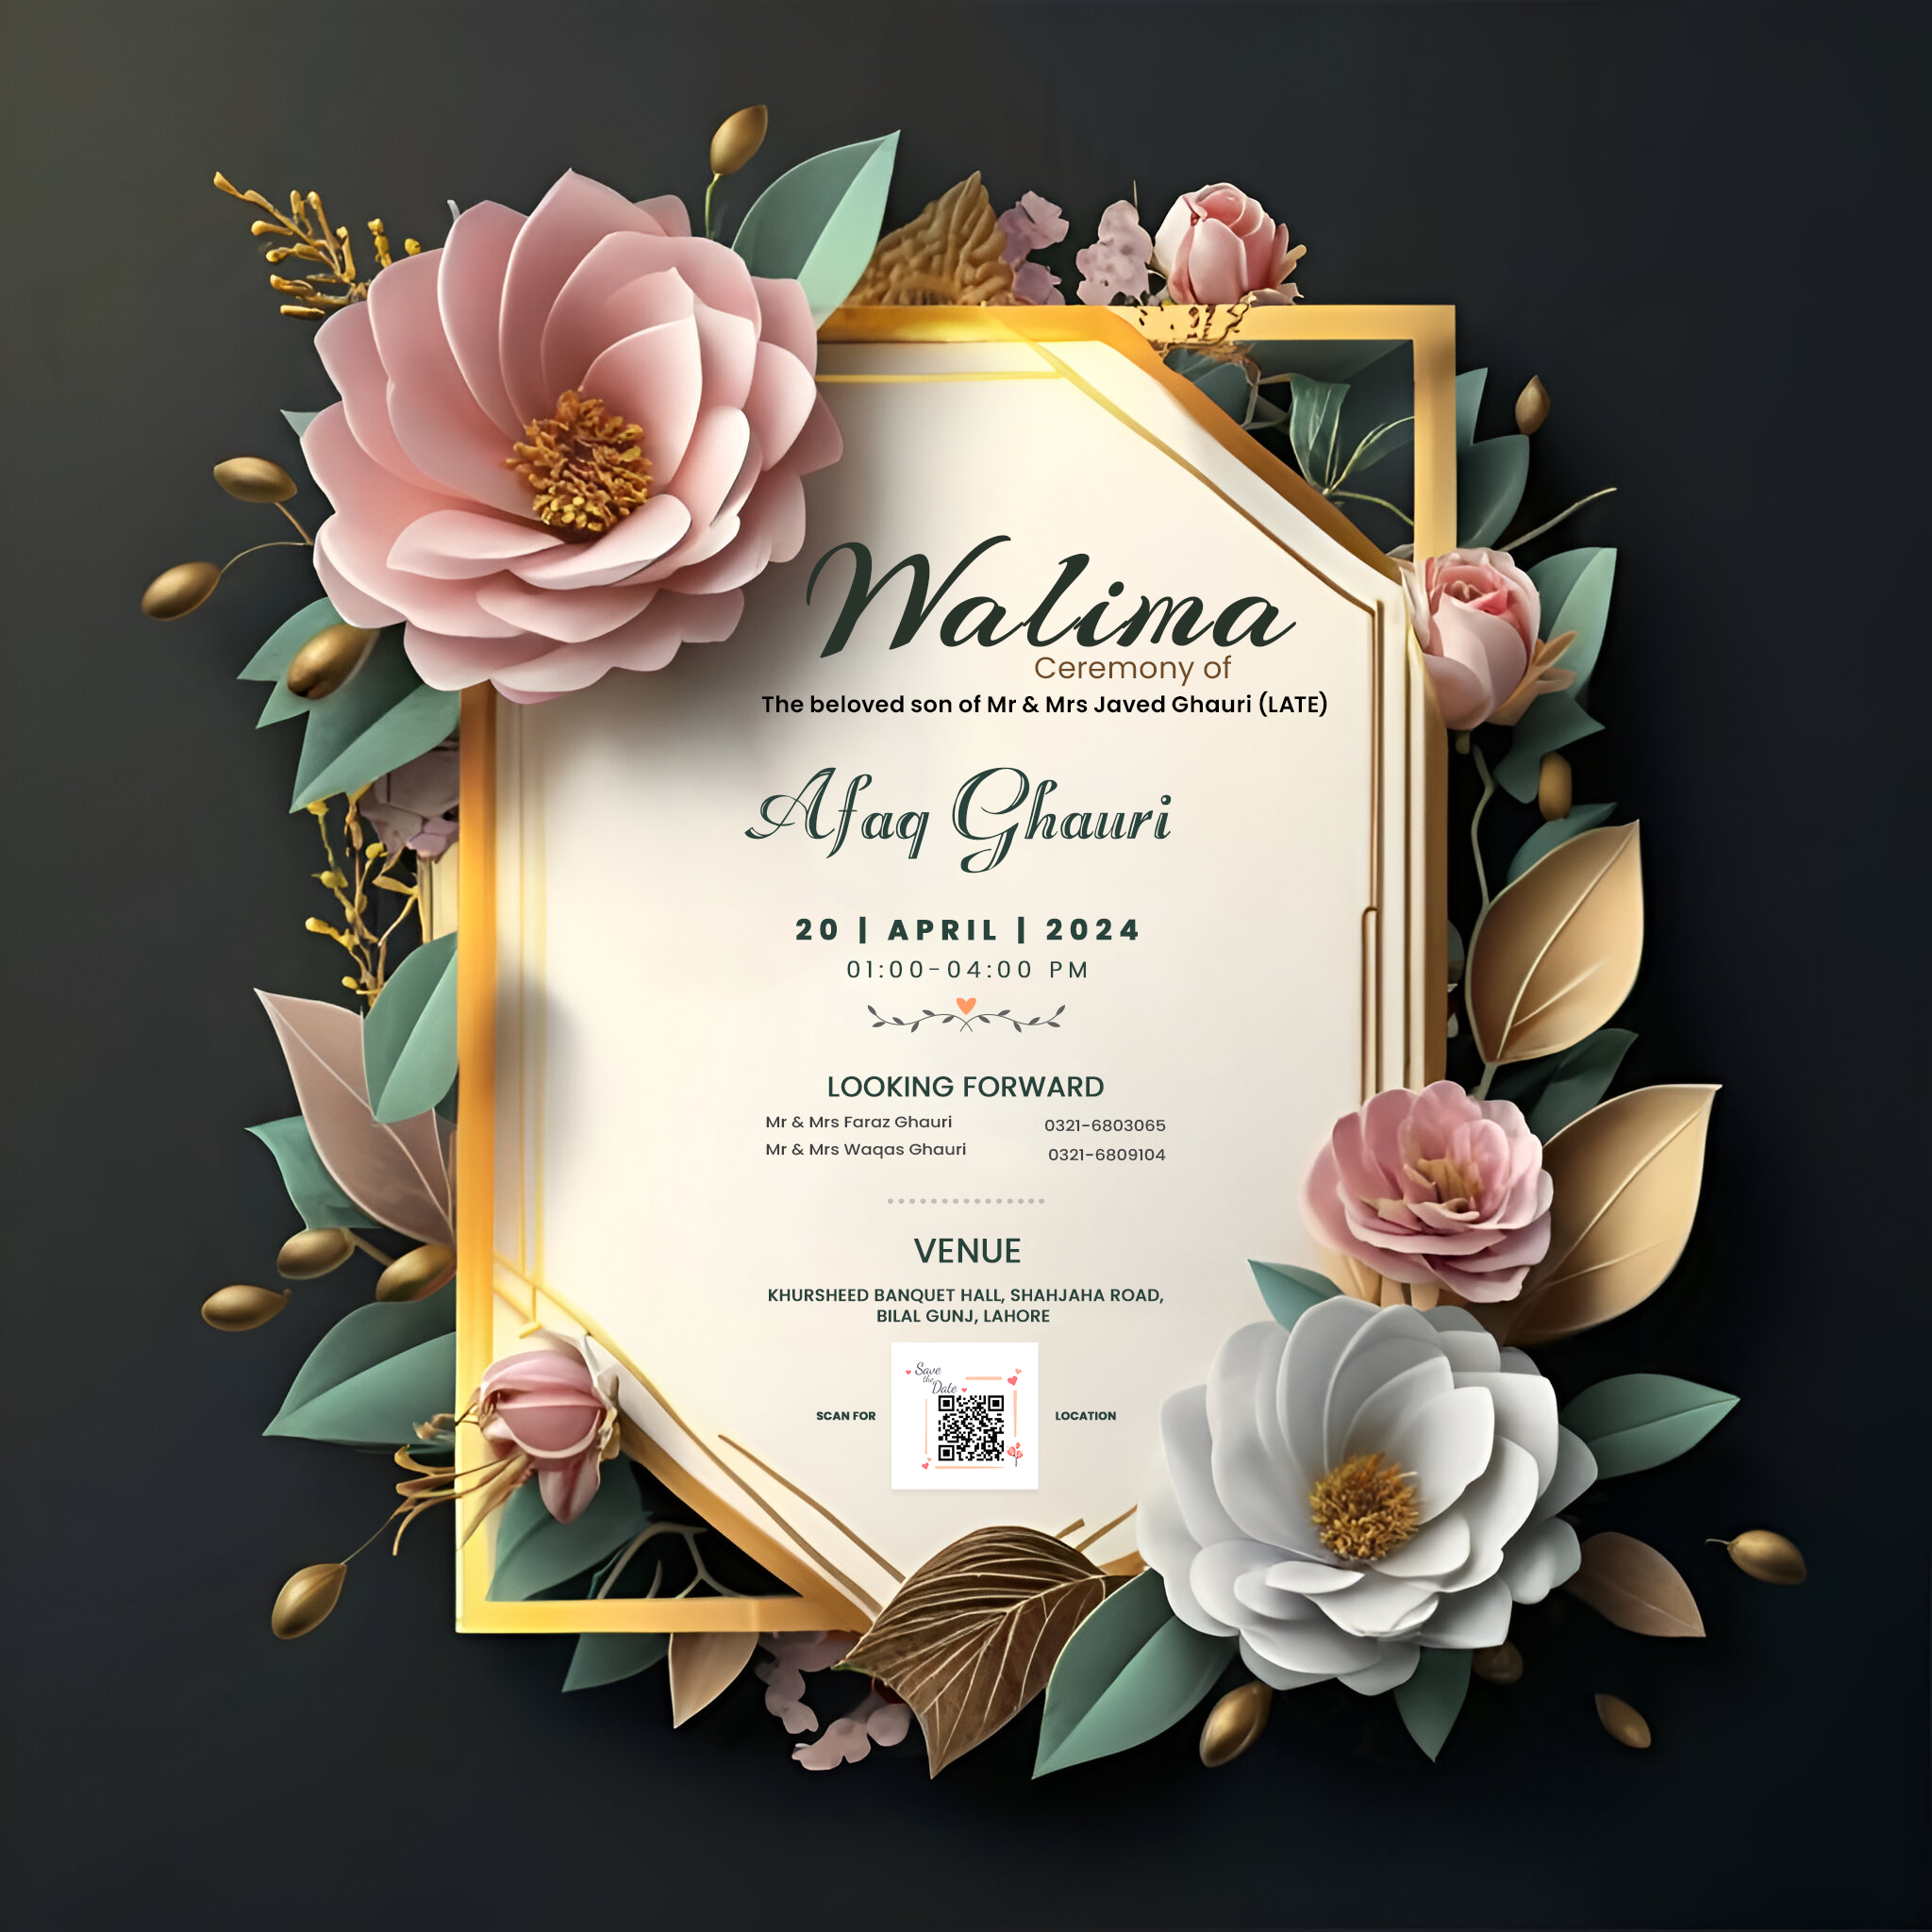 Walima
Ceremony of
The beloved son of Mr & Mrs Javed Ghauri (LATE)
Afaq Ghauri
20 | APRIL | 2024
01:00-04:00 PM
LOOKING FORWARD
Mr & Mrs Faraz Ghauri 0321-6803065
Mr & Mrs Waqas Ghauri 0321-6809104
VENUE
KHURSHEED BANQUET HALL, SHAHJAHA ROAD,
BILAL GUNJ, LAHORE
Save
the
Date
SCAN FOR LOCATION